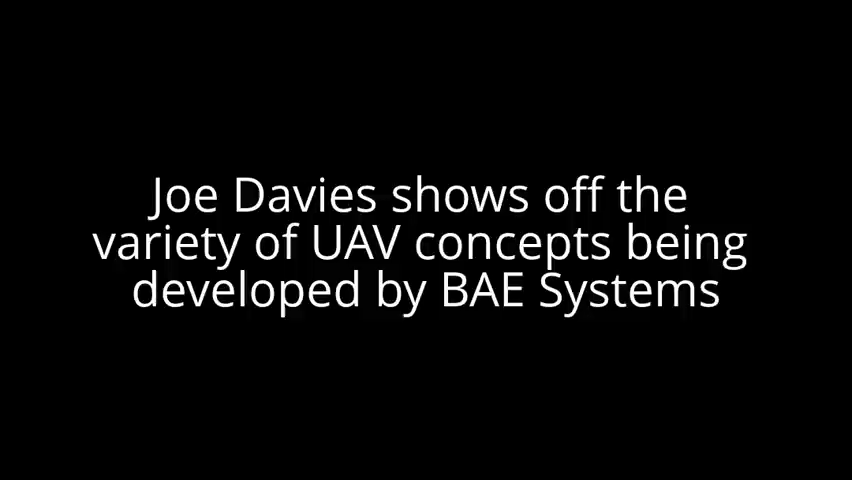 Joe Davies shows off the
variety of UAV concepts being
developed by BAE Systems